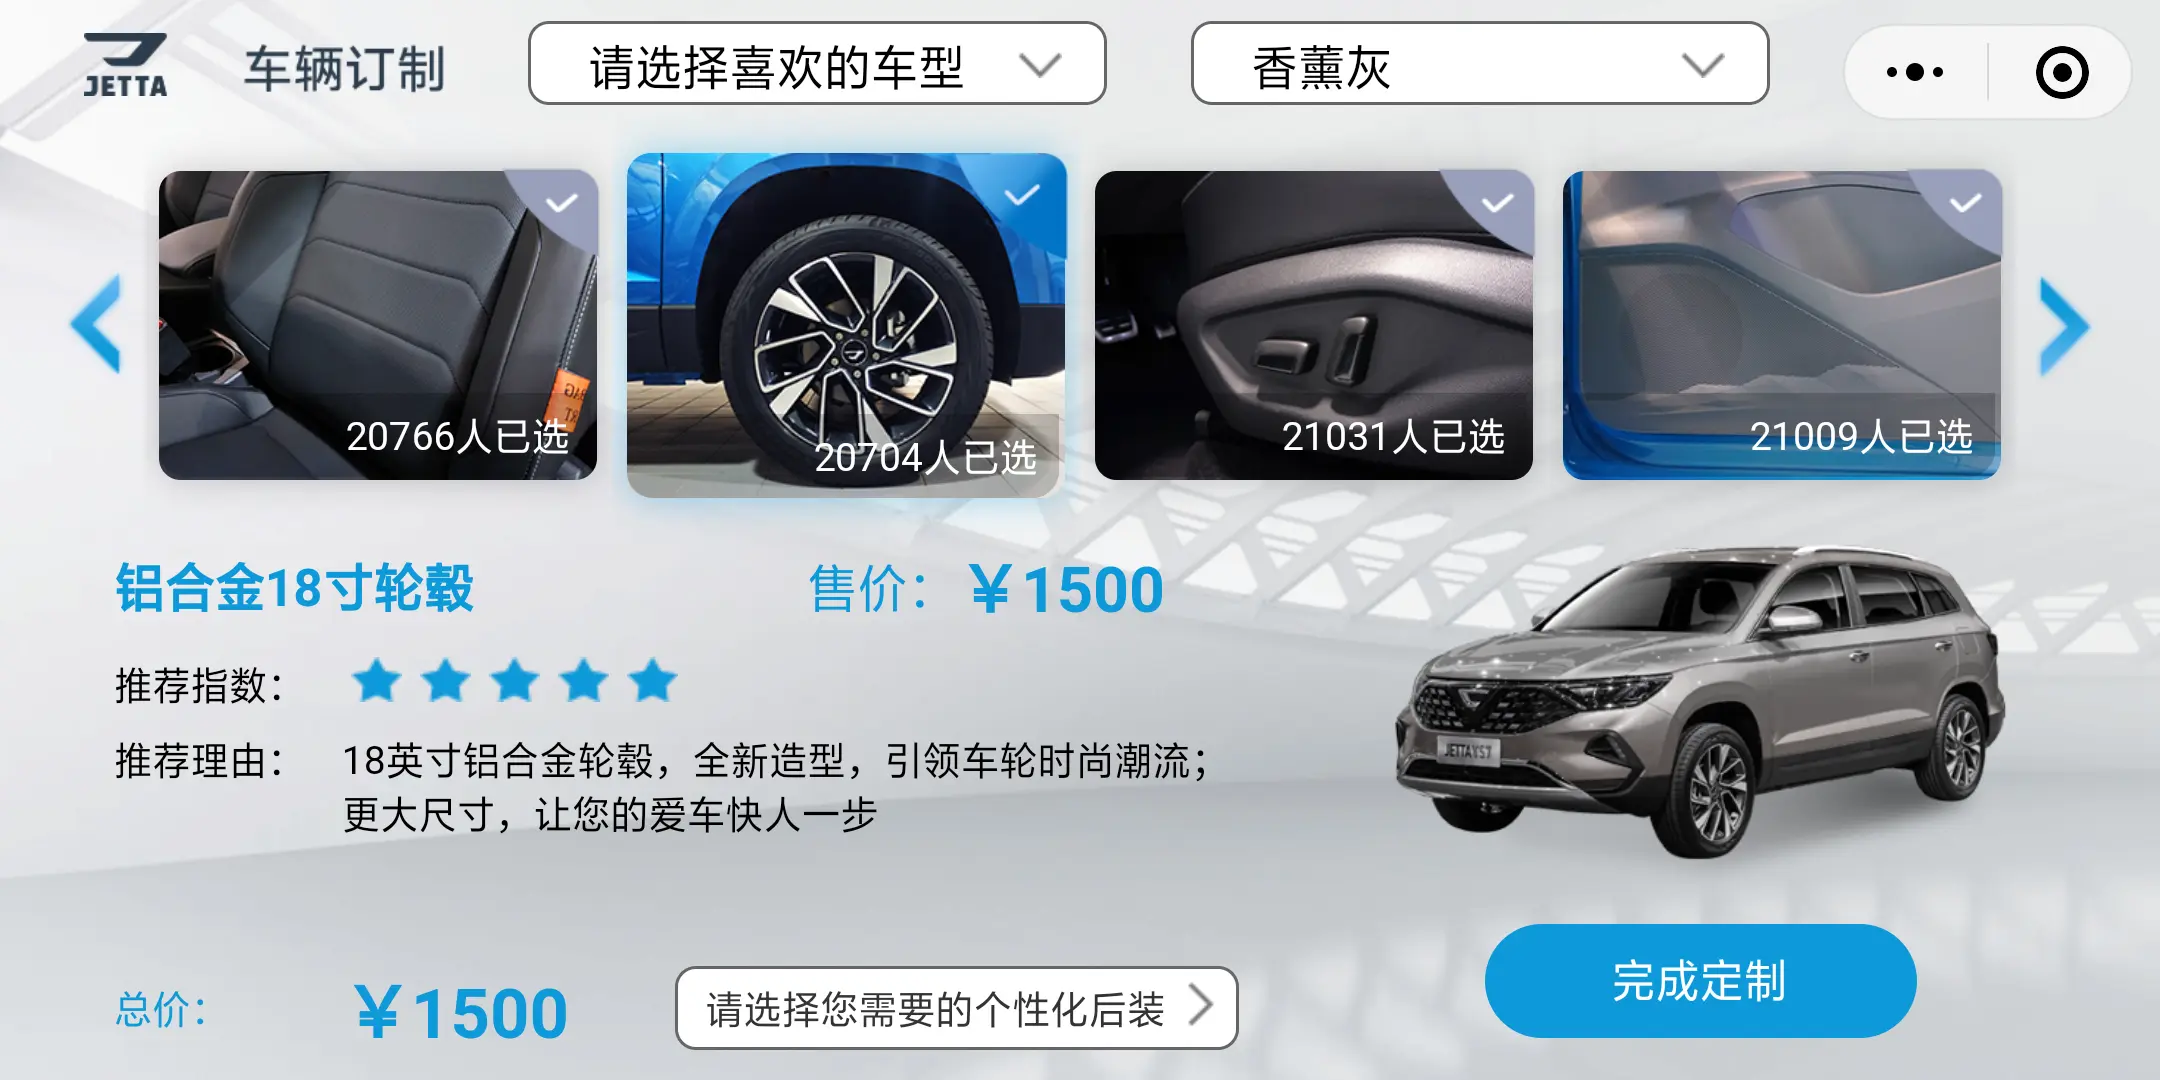 JETTA
车辆订制
请选择喜欢的车型
香薰灰
20766人已选
20704人已选
21031人已选
21009人已选
铝合金18寸轮毂
售价：￥1500
推荐指数：
推荐理由：
18英寸铝合金轮毂，全新造型，引领车轮时尚潮流；
更大尺寸，让您的爱车快人一步
JETTA VS7
总价：￥1500
请选择您需要的个性化后装
完成定制